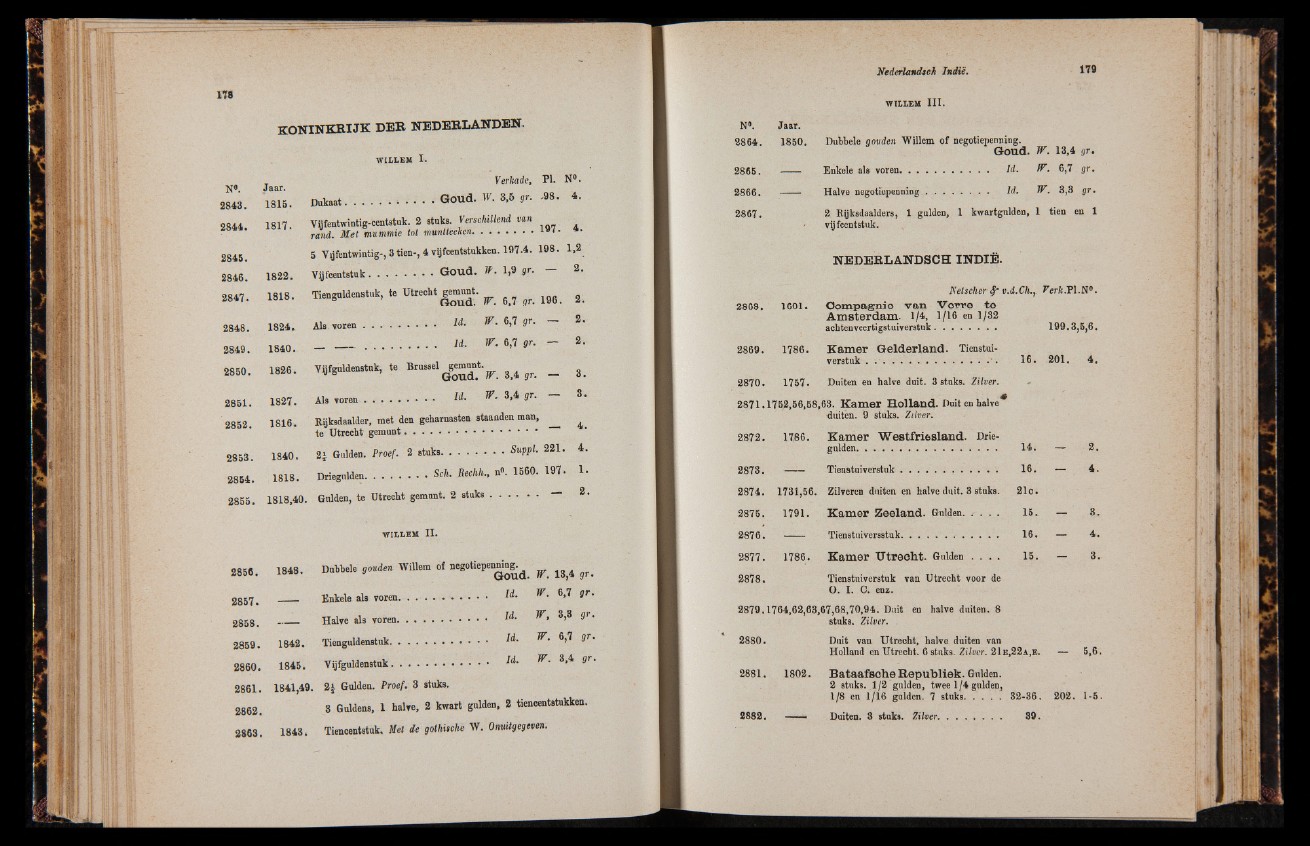 178
KONINKRIJK DER NEDERLANDEN.
WILLEM I.
Verkade, Pl. N°.
N°. Jaar.
2843. 1815. Dukaat . . . . . . . . . . . Goud. W. 3,5 gr. .98. 4.
2844. 1817. Vijfentwintig-centstuk. 2 stuks. Verschillend van
rand. Met mummie tot muntteeken. . . . . . . . 197. 4.
2845. 5 Vijfentwintig-, 3 tien-, 4 vijfcentstukken. 197.4. 198. 1,2
2846. 1822. Vijfcentstuk . . . . . . . . Goud. W. 1,9 gr. — 2.
2847. 1818. Tienguldenstuk, te Utrecht gemunt.
Goud. W. 6,7 gr. 196. 2.
2848. 1824. Als voren . . . . . . . . . Id. W. 6,7 gr. — 2.
2849. 1840. — —— . . . . . . . . . Id. W. 6,7 gr. — 2.
2850. 1826. Vijfguldenstuk, te Brussel gemunt.
Goud. W. 3,4 gr. — 3.
2851. 1827. Als voren . . . . . . . . . Id. W. 3,4 gr. — 3.
2852. 1816. Rijksdaalder, met den geharnasten staanden man,
te Utrecht gemunt . . . . . . . . . . . . . . . — 4.
2853. 1840. 2½ Gulden. Proef. 2 stuks. . . . . . . . Suppl. 221. 4.
2854. 1818. Driegulden. . . . . . . . Sch. Rechh., n°. 1560. 197. 1.
2855. 1818,40. Gulden, te Utrecht gemunt. 2 stuks . . . . . . — 2.
WILLEM II.
2856. 1848. Dubbele gouden Willem of negotiepenning.
Goud. W. 13,4 gr.
2857. —— Enkele als voren. . . . . . . . . . . Id. W. 6,7 gr.
2858. —— Halve als voren. . . . . . . . . . . Id. W, 3,3 gr.
2859. 1842. Tienguldenstuk. . . . . . . . . . . . Id. W. 6,7 gr.
2860. 1845. Vijfguldenstuk . . . . . . . . . . . . Id. W. 3,4 gr.
2861. 1841,49. 2½ Gulden. Proef. 3 stuks.
2862. 3 Guldens, 1 halve, 2 kwart gulden, 2 tiencentstukken.
2863. 1843. Tiencentstuk. Met de gothische W. Onuitgegeven.
Nederlandsch Indië. 179
WILLEM III.
N°. Jaar.
2864. 1850. Dubbele gouden Willem of negotiepenning.
Goud. W. 13,4 gr.
2865. —— Enkele als voren. . . . . . . . Id. W. 6,7 gr.
2866. —— Halve negotiepenning . . . . . . . . Id. W. 3,3 gr.
2867. 2 Rijksdaalders, 1 gulden, 1 kwartgulden, 1 tien en 1
vijfcentstuk.
NEDERLANDSCH INDIË.
Netscher & v.d.Ch., Verk.Pl.N°.
2868. 1601. Compagnie van Verre te
Amsterdam. 1/4, 1/16 en 1/32
achtenveertigstuiverstuk . . . . . . . . 199.3,5,6.
2869. 1786. Kamer Gelderland. Tienstui-
verstuk . . . . . . . . . . . . . . . . 16. 201. 4.
2870. 1757. Duiten en halve duit. 3 stuks. Zilver.
2871.1752,56,58,63. Kamer Holland. Duit en halve
duiten. 9 stuks. Zilver.
2872. 1786. Kamer Westfriesland. Drie-
gulden. . . . . . . . . . . . . . . . . 14. — 2.
2873. —— Tienstuiverstuk . . . . . . . . . . . . 16. — 4.
2874. 1731,56. Zilveren duiten en halve duit. 3 stuks. 21c.
2875. 1791. Kamer Zeeland. Gulden. . . . . 15. — 3.
2876. —— Tienstuiversstuk. . . . . . . . . . . . 16. — 4.
2877. 1786. Kamer Utrecht. Gulden . . . . 15. — 3.
2878. Tienstuiverstuk van Utrecht voor de
O. I. C. enz.
2879.1764,62,63,67,68,70,94. Duit en halve duiten. 8
stuks. Zilver.
2880. Duit van Utrecht, halve duiten van
Holland en Utrecht. 6 stuks. Zilver. 21E,22A,E. — 5,6.
2881. 1802. Bataafsche Republiek. Gulden.
2 stuks. 1/2 gulden, twee 1/4 gulden,
1/8 en 1/16 gulden. 7 stuks. . . . . 32-36. 202. 1-5.
2882. —— Duiten. 3 stuks. Zilver. . . . . . . . 39.